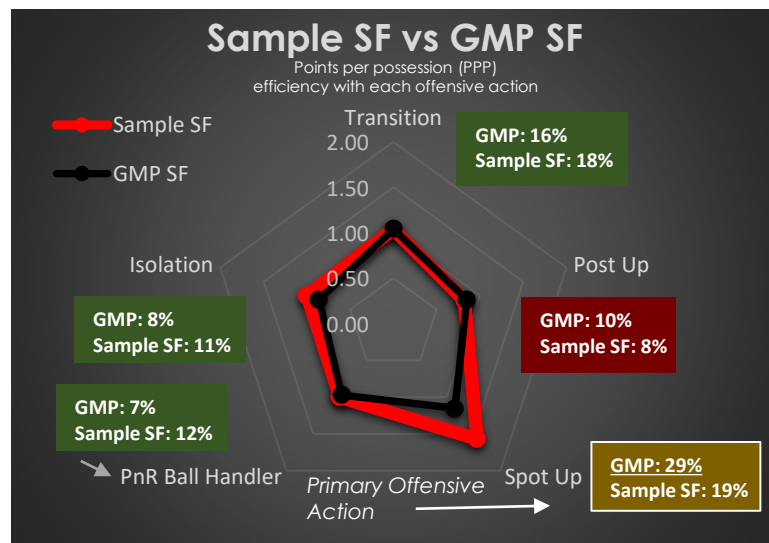 Sample SF vs GMP SF
Points per possession (PPP)
efficiency with each offensive action
Sample SF
GMP SF
Transition
2.00
1.50
1.00
0.50
0.00
GMP: 16%
Sample SF: 18%
Isolation
Post Up
GMP: 8%
Sample SF: 11%
GMP: 10%
Sample SF: 8%
GMP: 7%
Sample SF: 12%
PnR Ball Handler
Primary Offensive
Action
Spot Up
GMP: 29%
Sample SF: 19%